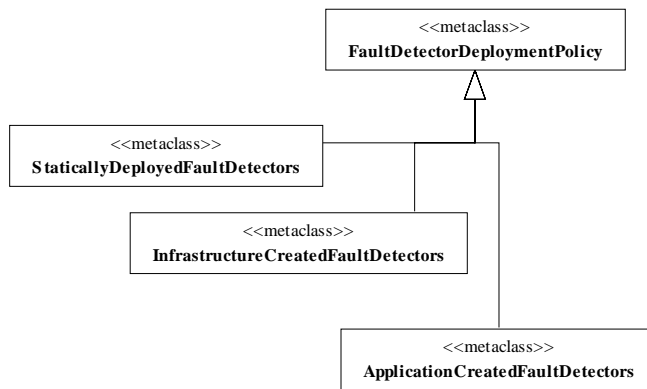 <<metaclass>>
FaultDetectorDeploymentPolicy
<<metaclass>>
StaticallyDeployedFaultDetectors
<<metaclass>>
InfrastructureCreatedFaultDetectors
<<metaclass>>
ApplicationCreatedFaultDetectors